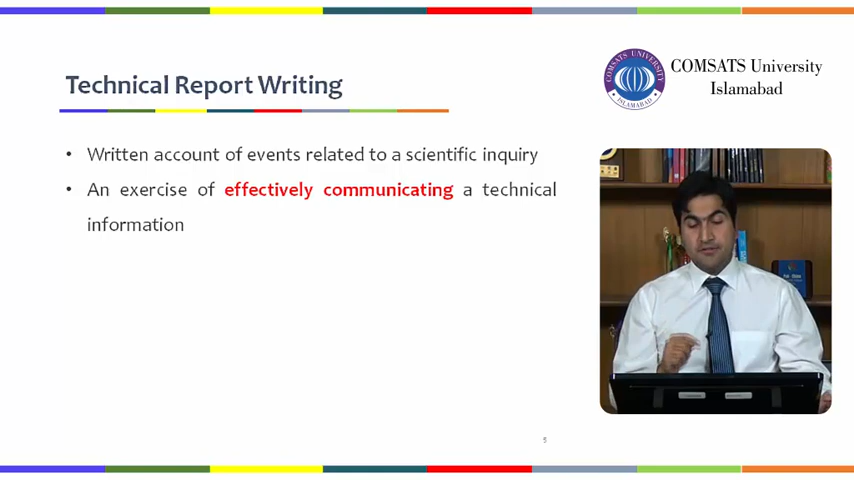 Technical Report Writing
COMSATS UNIVERSITY
ISLAMABAD
COMSATS University
Islamabad
• Written account of events related to a scientific inquiry
• An exercise of effectively communicating a technical
information
5